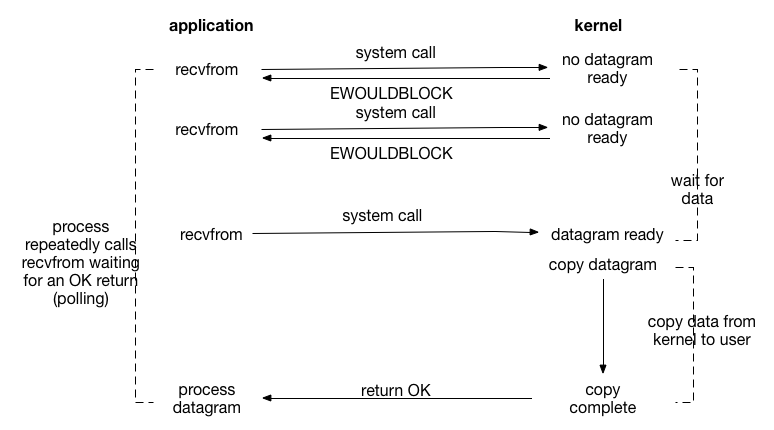 application
kernel
system call
recvfrom
no datagram
ready
EWOULDBLOCK
system call
recvfrom
no datagram
ready
EWOULDBLOCK
wait for
data
system call
recvfrom
datagram ready
process
repeatedly calls
recvfrom waiting
for an OK return
(polling)
copy datagram
copy data from
kernel to user
process
datagram
return OK
copy
complete